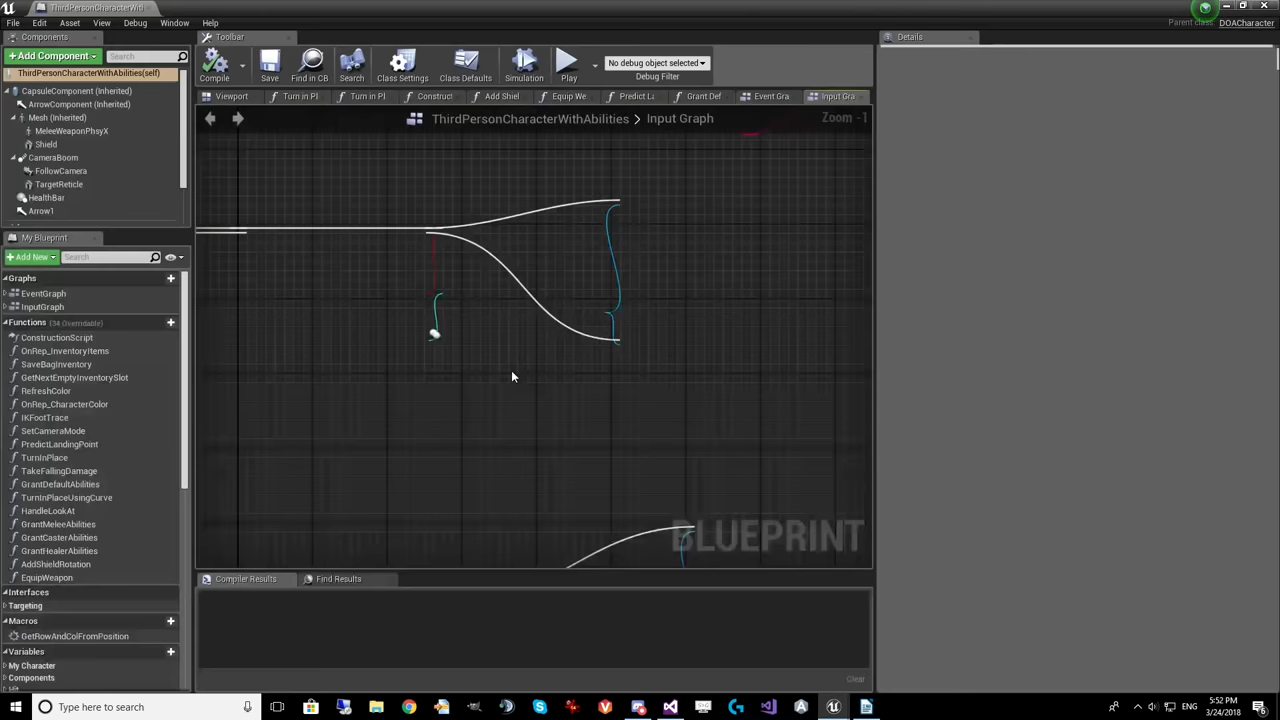 ThirdPersonCharacterWithA
File Edit Asset View Debug Window Help
Parent class: DOACharacter
Components
Toolbar
Details
Add Component
Search
ThirdPersonCharacterWithAbilities(self)
CapsuleComponent (Inherited)
ArrowComponent (Inherited)
Mesh (Inherited)
MeleeWeaponPhsyX
Shield
CameraBoom
FollowCamera
TargetReticle
HealthBar
Arrow1
Compile Save Find in CB Search Class Settings Class Defaults Simulation Play
No debug object selected
Debug Filter
Viewport Turn in Pl Turn in Pl Construct Add Shiel Equip We Predict La Grant Def Event Gra Input Gra
ThirdPersonCharacterWithAbilities > Input Graph
Zoom -1
BLUEPRINT
My Blueprint
Add New Search
Graphs
EventGraph
InputGraph
Functions (34 Overridable)
ConstructionScript
OnRep_InventoryItems
SaveBagInventory
GetNextEmptyInventorySlot
RefreshColor
OnRep_CharacterColor
IKFootTrace
SetCameraMode
PredictLandingPoint
TurnInPlace
TakeFallingDamage
GrantDefaultAbilities
TurnInPlaceUsingCurve
HandleLookAt
GrantMeleeAbilities
GrantCasterAbilities
GrantHealerAbilities
AddShieldRotation
EquipWeapon
Interfaces
Targeting
Macros
GetRowAndColFromPosition
Variables
My Character
Components
Compiler Results Find Results
Clear
Type here to search
ENG
5:52 PM
3/24/2018